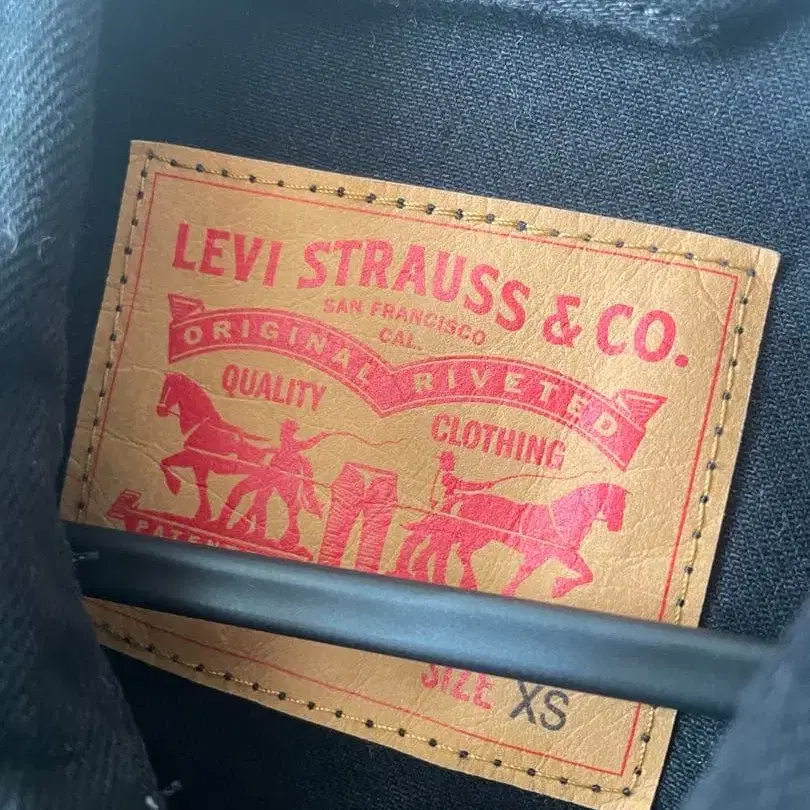 LEVI STRAUSS & CO.
SAN FRANCISCO
CAL.
ORIGINAL RIVETED
QUALITY
CLOTHING
SIZE XS